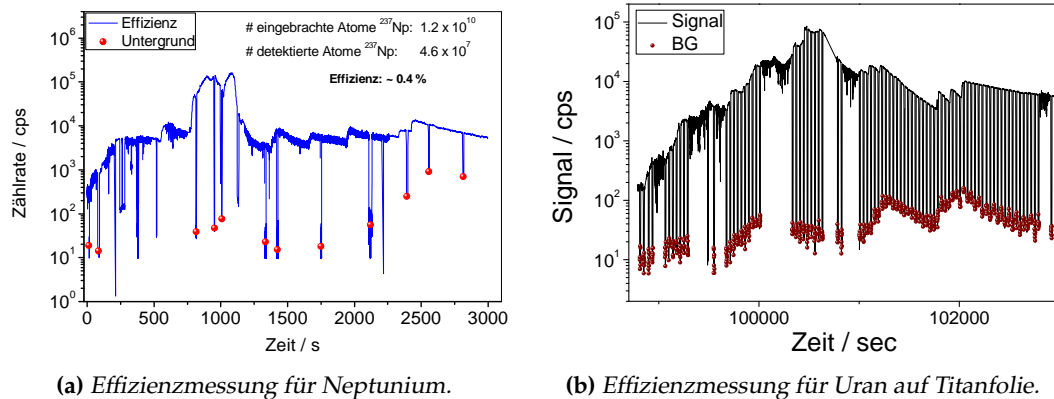 Effizienz
Untergrund
# eingebrachte Atome ²³⁷Np: 1.2 x 10¹⁰
# detektierte Atome ²³⁷Np: 4.6 x 10⁷
Effizienz: ~ 0.4 %
Zählrate / cps
10⁶
10⁵
10⁴
10³
10²
10¹
10⁰
0 500 1000 1500 2000 2500 3000
Zeit / s
(a) Effizienzmessung für Neptunium.
Signal
BG
Signal / cps
10⁵
10⁴
10³
10²
10¹
100000 102000
Zeit / sec
(b) Effizienzmessung für Uran auf Titanfolie.